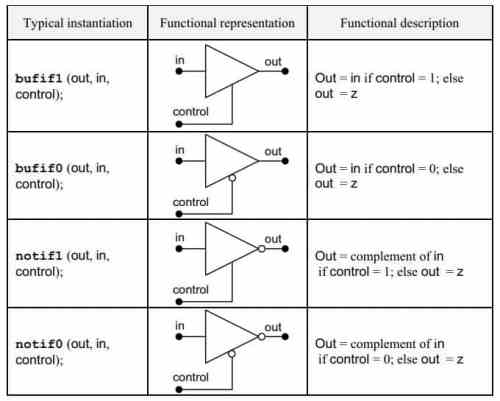 Typical instantiation Functional representation Functional description
bufif1 (out, in,
control);
in
out
control
Out = in if control = 1; else
out = z
bufif0 (out, in,
control);
in
out
control
Out = in if control = 0; else
out = z
notif1 (out, in,
control);
in
out
control
Out = complement of in
if control = 1; else out = z
notif0 (out, in,
control);
in
out
control
Out = complement of in
if control = 0; else out = z